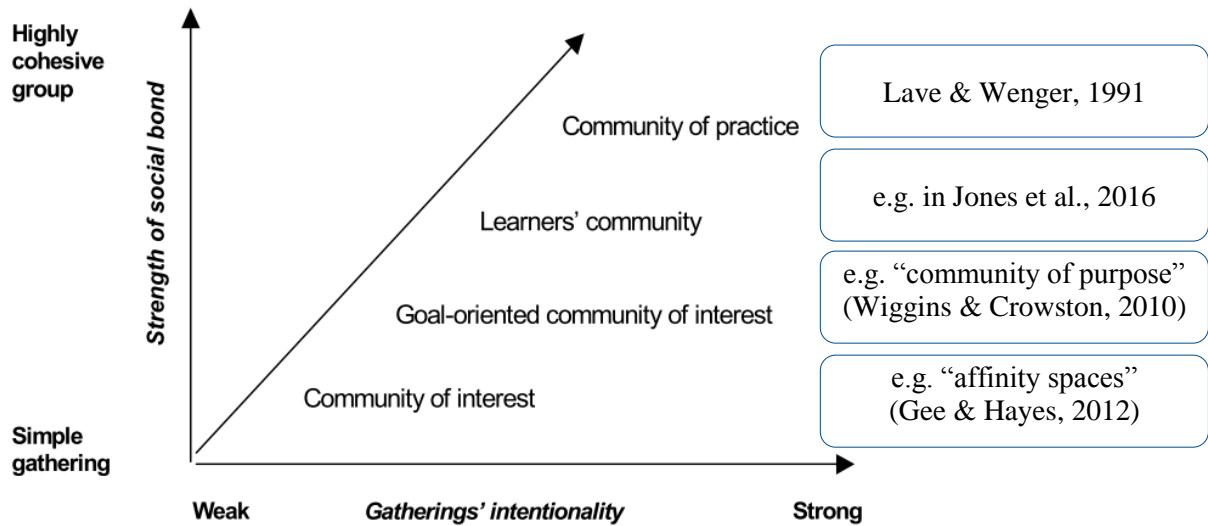 Highly
cohesive
group
Strength of social bond
Simple
gathering
Community of practice
Learners’ community
Goal-oriented community of interest
Community of interest
Weak
Gatherings’ intentionality
Strong
Lave & Wenger, 1991
e.g. in Jones et al., 2016
e.g. “community of purpose”
(Wiggins & Crowston, 2010)
e.g. “affinity spaces”
(Gee & Hayes, 2012)